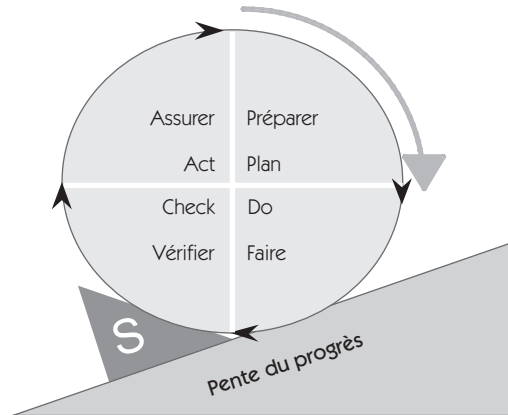 Assurer Préparer
Act Plan
Check Do
Vérifier Faire
S
Pente du progrès